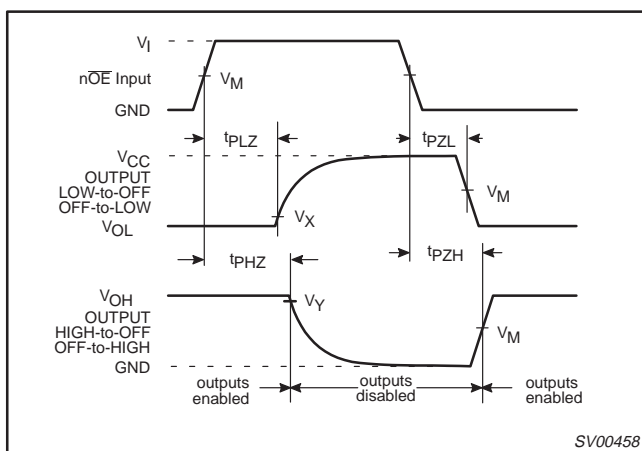 VI
nOE Input
VM
GND
tPLZ
tPZL
VCC
OUTPUT
LOW-to-OFF
OFF-to-LOW
VOL
VX
VM
tPHZ
tPZH
VOH
OUTPUT
HIGH-to-OFF
OFF-to-HIGH
GND
VY
VM
outputs
enabled
outputs
disabled
outputs
enabled
SV00458